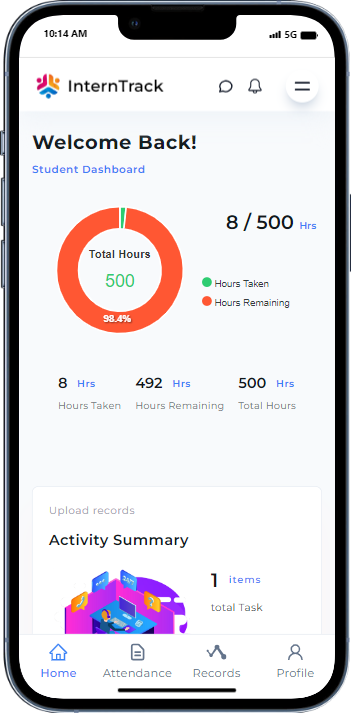 10:14 AM
5G
InternTrack
Welcome Back!
Student Dashboard
8 / 500 Hrs
Total Hours
500
Hours Taken
Hours Remaining
98.4%
8 Hrs
492 Hrs
500 Hrs
Hours Taken
Hours Remaining
Total Hours
Upload records
Activity Summary
1 items
total Task
Home
Attendance
Records
Profile